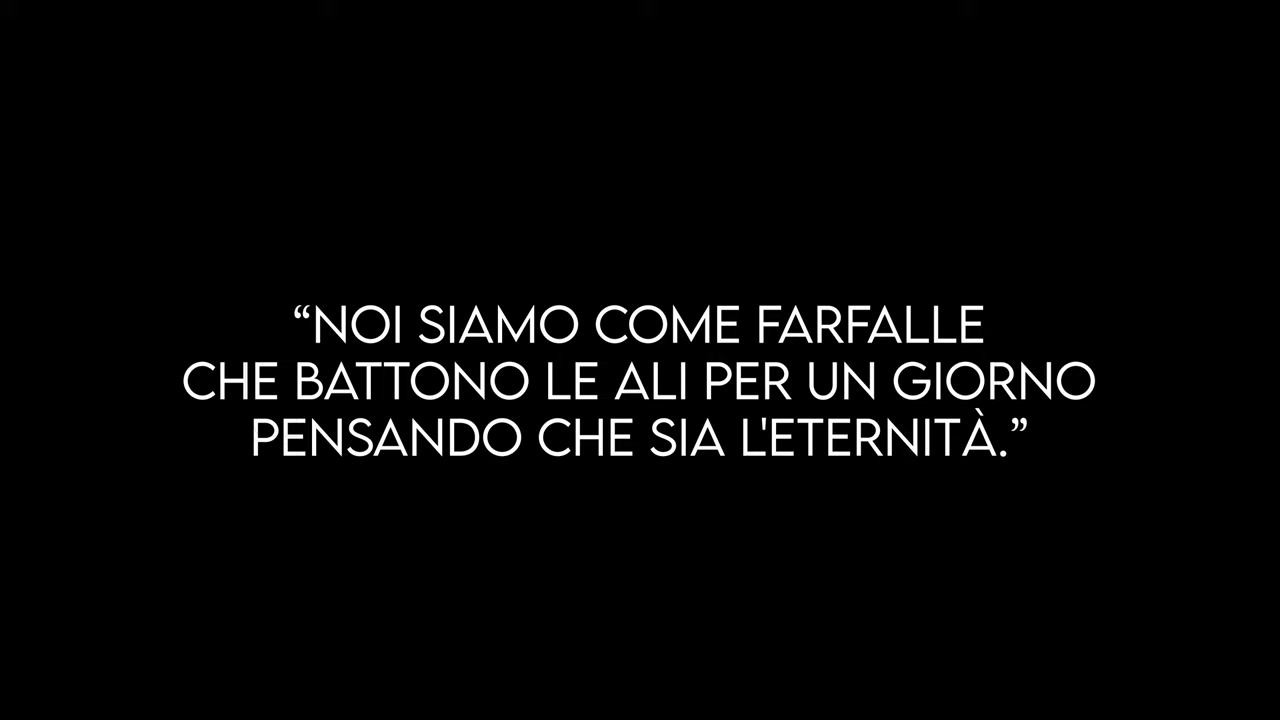 “NOI SIAMO COME FARFALLE
CHE BATTONO LE ALI PER UN GIORNO
PENSANDO CHE SIA L'ETERNITÀ.”